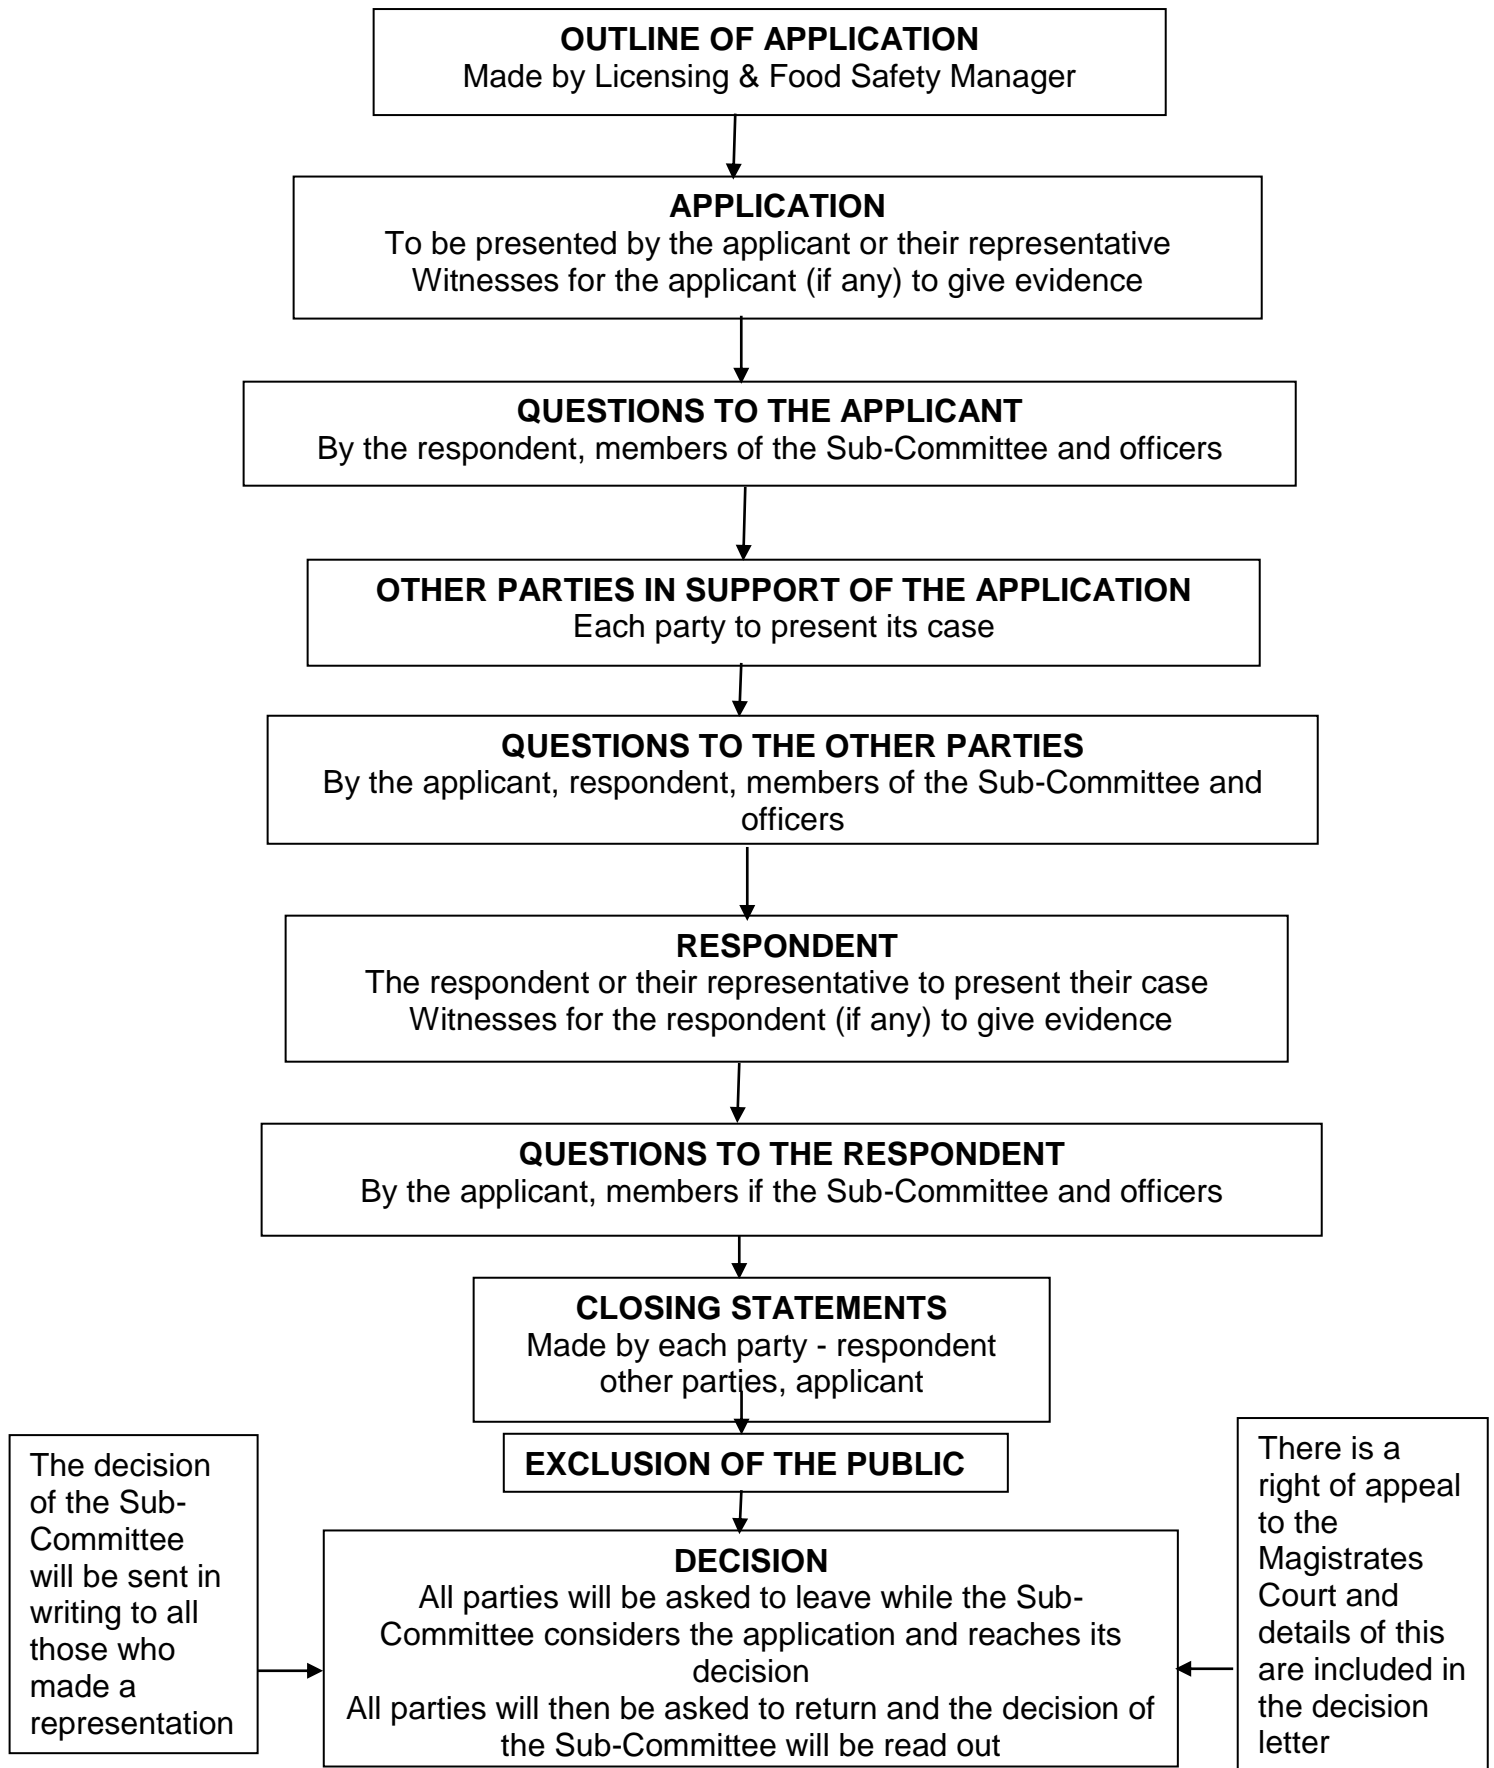 OUTLINE OF APPLICATION
Made by Licensing & Food Safety Manager
APPLICATION
To be presented by the applicant or their representative
Witnesses for the applicant (if any) to give evidence
QUESTIONS TO THE APPLICANT
By the respondent, members of the Sub-Committee and officers
OTHER PARTIES IN SUPPORT OF THE APPLICATION
Each party to present its case
QUESTIONS TO THE OTHER PARTIES
By the applicant, respondent, members of the Sub-Committee and
officers
RESPONDENT
The respondent or their representative to present their case
Witnesses for the respondent (if any) to give evidence
QUESTIONS TO THE RESPONDENT
By the applicant, members if the Sub-Committee and officers
CLOSING STATEMENTS
Made by each party - respondent
other parties, applicant
EXCLUSION OF THE PUBLIC
The decision
of the Sub-
Committee
will be sent in
writing to all
those who
made a
representation
DECISION
All parties will be asked to leave while the Sub-
Committee considers the application and reaches its
decision
All parties will then be asked to return and the decision of
the Sub-Committee will be read out
There is a
right of appeal
to the
Magistrates
Court and
details of this
are included in
the decision
letter